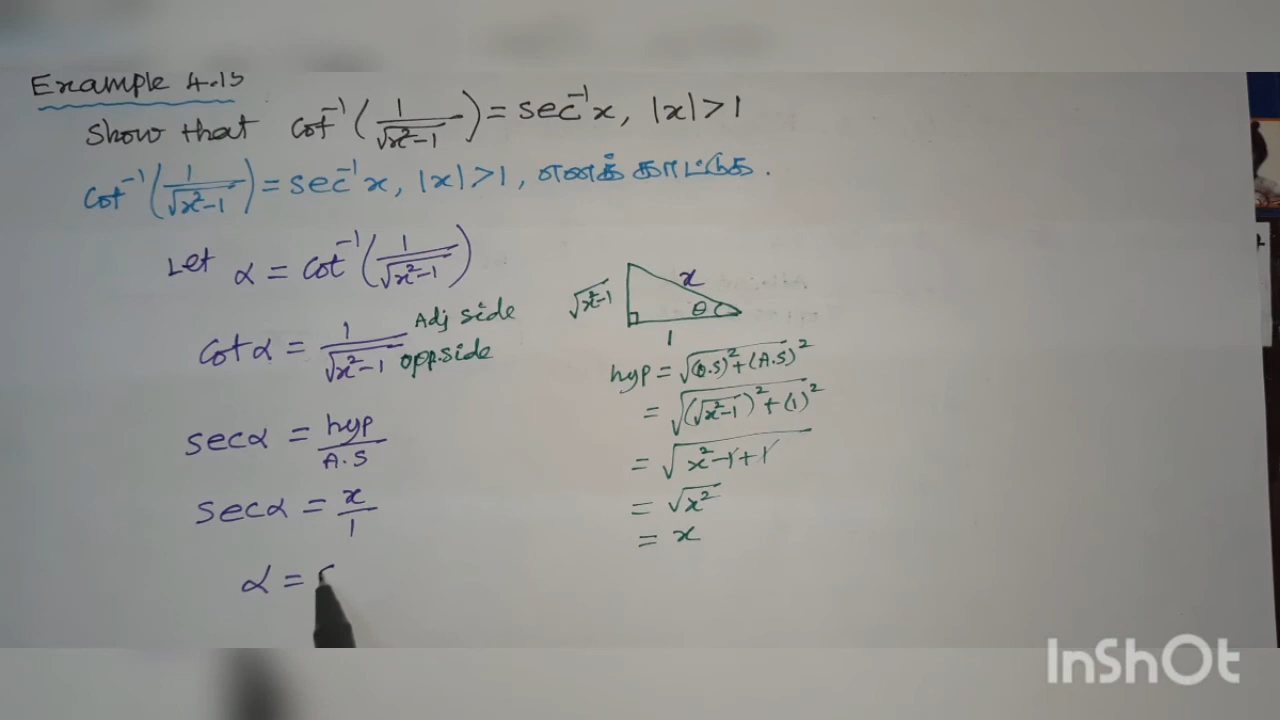 Example 4.15
Show that cot⁻¹(1/√x²-1) = sec⁻¹x, |x|>1
cot⁻¹(1/√x²-1) = sec⁻¹x, |x|>1, எனக் காட்டுக.
Let α = cot⁻¹(1/√x²-1)
cot α = 1/√x²-1 Adj side / opp.side
sec α = hyp/A.S
sec α = x/1
α =
√x²-1 x θ
1
hyp = √(O.S)²+(A.S)²
= √(√x²-1)²+(1)²
= √x²-1+1
= √x²
= x
InShOt